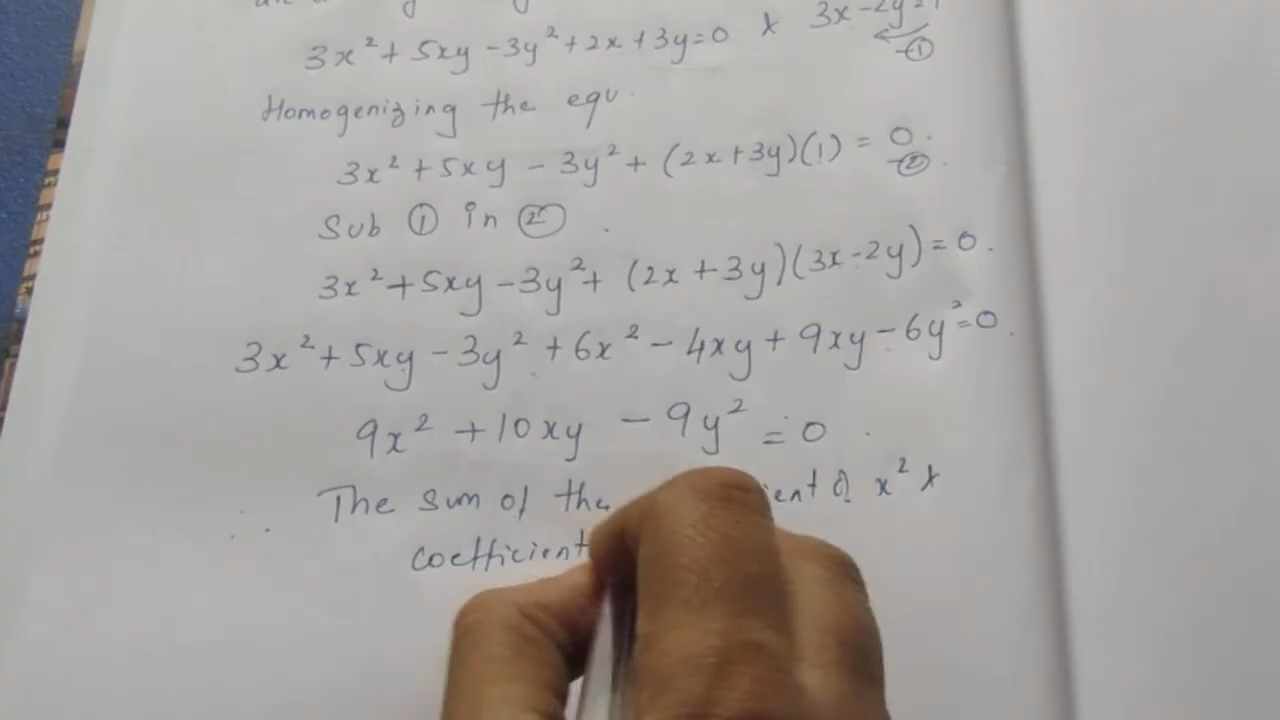 3x² + 5xy - 3y² + 2x + 3y = 0 & 3x - 2y = 1
-①
Homogenizing the equ.
3x² + 5xy - 3y² + (2x + 3y)(1) = 0.
-②
Sub ① in ②.
3x² + 5xy - 3y² + (2x + 3y)(3x - 2y) = 0.
3x² + 5xy - 3y² + 6x² - 4xy + 9xy - 6y² = 0.
9x² + 10xy - 9y² = 0.
∴ The sum of the x² &
coefficient